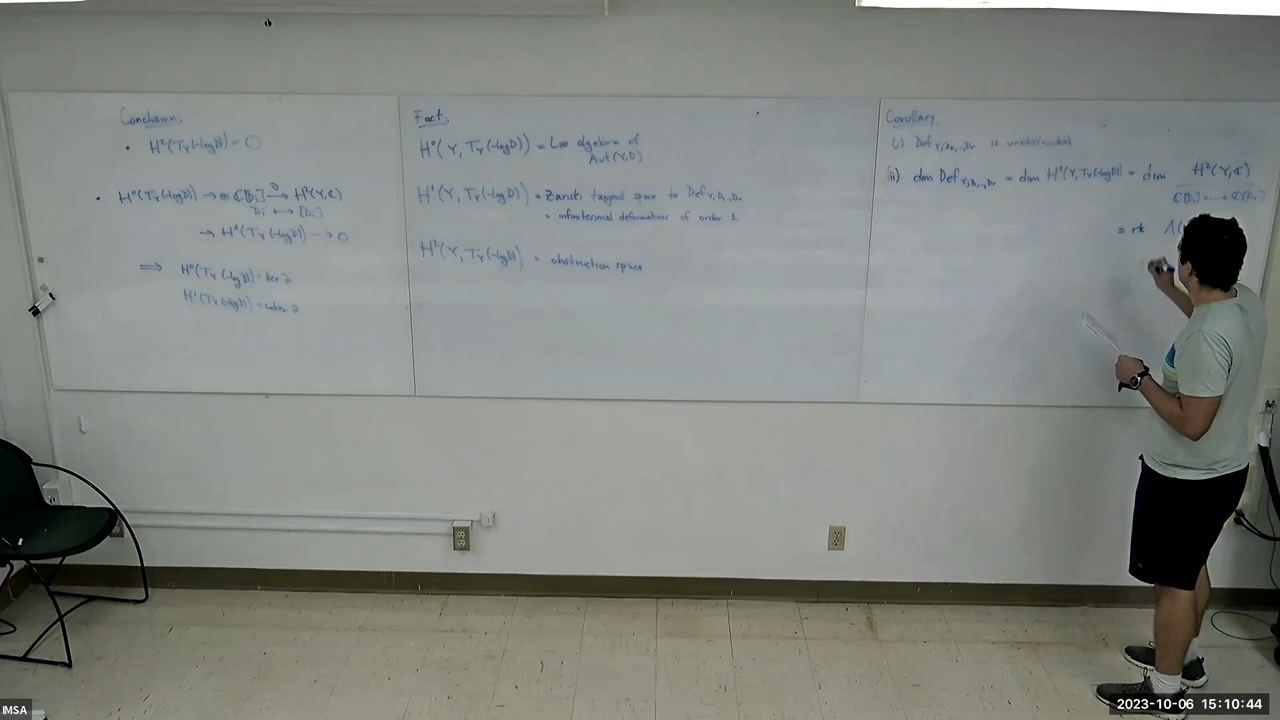 Conclusion:
• H²(T_Y(-log D)) = 0
• H⁰(T_Y(-log D)) → ⊕ ℂ[D_i] —∂→ H²(Y,ℂ)
D_i ↦ [D_i]
→ H¹(T_Y(-log D)) → 0
⟹ H⁰(T_Y(-log D)) = ker ∂
H¹(T_Y(-log D)) = coker ∂
Fact:
H⁰(Y, T_Y(-log D)) = Lie algebra of
Aut(Y,D)
H¹(Y, T_Y(-log D)) = Zariski tangent space to Def_{Y,D_1,...,D_r}
= infinitesimal deformations of order 1
H²(Y, T_Y(-log D)) = obstruction space
Corollary
(i) Def_{Y,D_1,...,D_r} is unobstructed
(ii) dim Def_{Y,D_1,...,D_r} = dim H¹(Y, T_Y(-log D)) = dim H²(Y,ℂ)
ℂ[D_1]+...+ℂ[D_r]
= rk Λ(
IMSA
2023-10-06 15:10:44